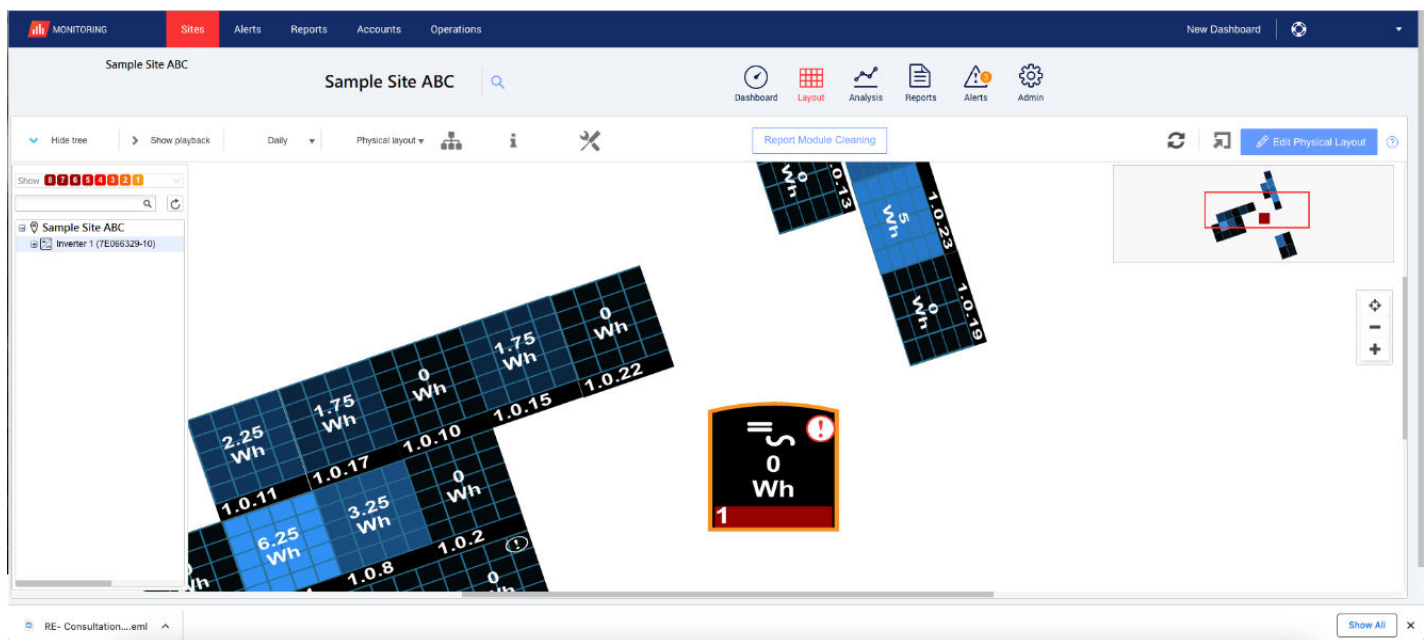 MONITORING
Sites
Alerts
Reports
Accounts
Operations
New Dashboard
Sample Site ABC
Sample Site ABC
Dashboard
Layout
Analysis
Reports
3
Alerts
Admin
Hide tree
Show playback
Daily
Physical layout
i
Report Module Cleaning
Edit Physical Layout
?
Show 8 7 6 5 4 3 2 1
Sample Site ABC
Inverter 1 (7E066329-10)
0
Wh
1.0.13
5
Wh
1.0.23
0
Wh
1.0.19
2.25
Wh
1.0.11
1.75
Wh
1.0.17
0
Wh
1.0.10
1.75
Wh
1.0.15
0
Wh
1.0.22
6.25
Wh
3.25
Wh
1.0.8
0
Wh
1.0.2
!
0
Wh
!
0
Wh
1
RE- Consultation....eml
Show All